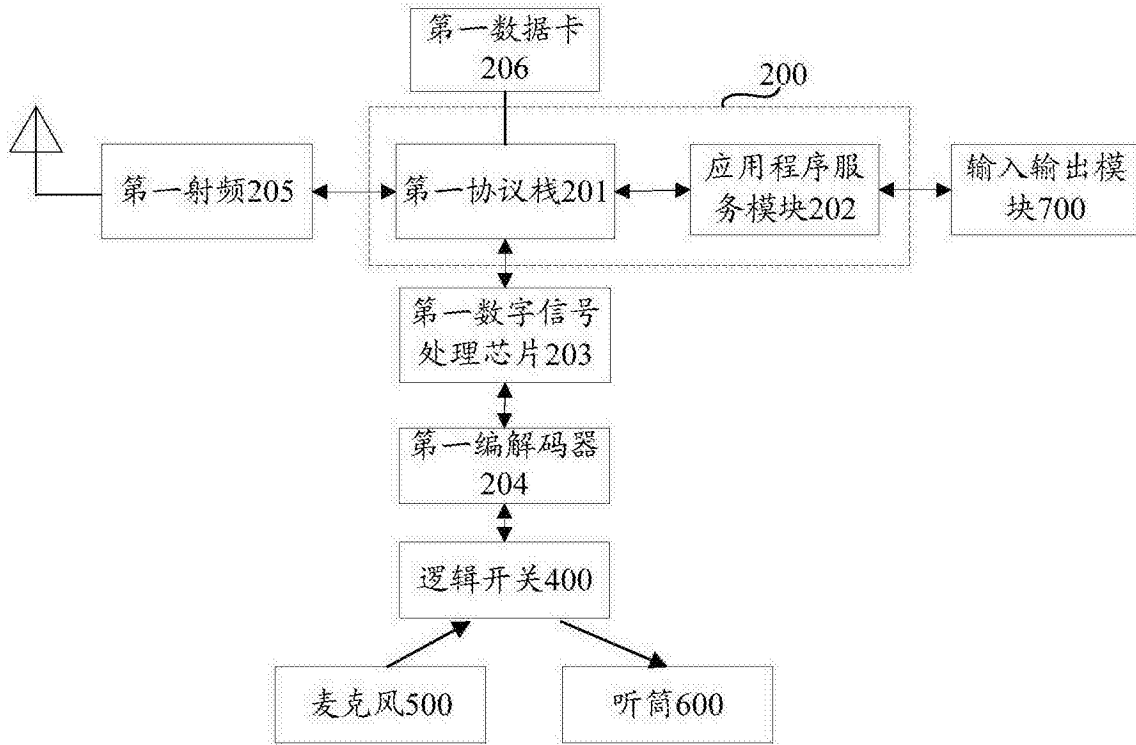 第一数据卡
206
200
第一射频205
第一协议栈201
应用程序服
务模块202
输入输出模
块700
第一数字信号
处理芯片203
第一编解码器
204
逻辑开关400
麦克风500
听筒600